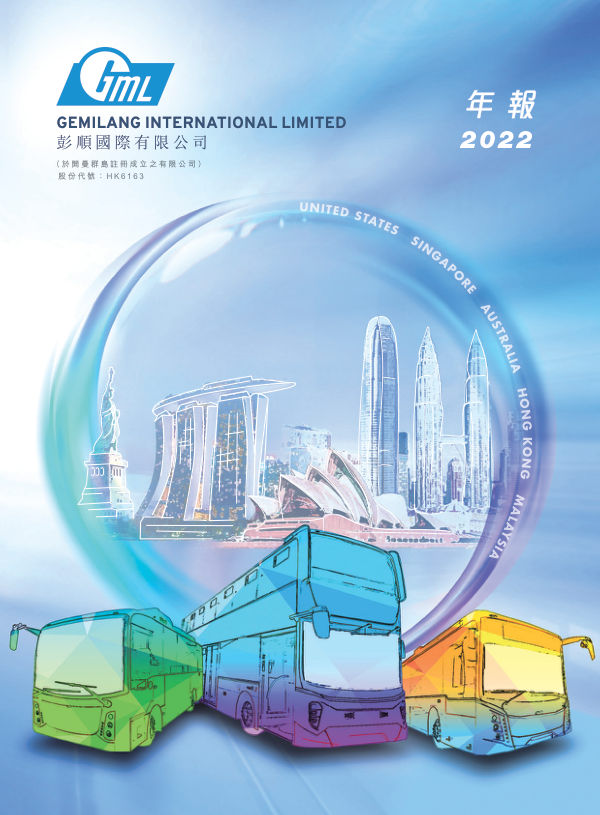 GML
GEMILANG INTERNATIONAL LIMITED
彭順國際有限公司
(於開曼群島註冊成立之有限公司)
股份代號：HK6163
年報
2022
UNITED STATES SINGAPORE AUSTRALIA HONG KONG MALAYSIA